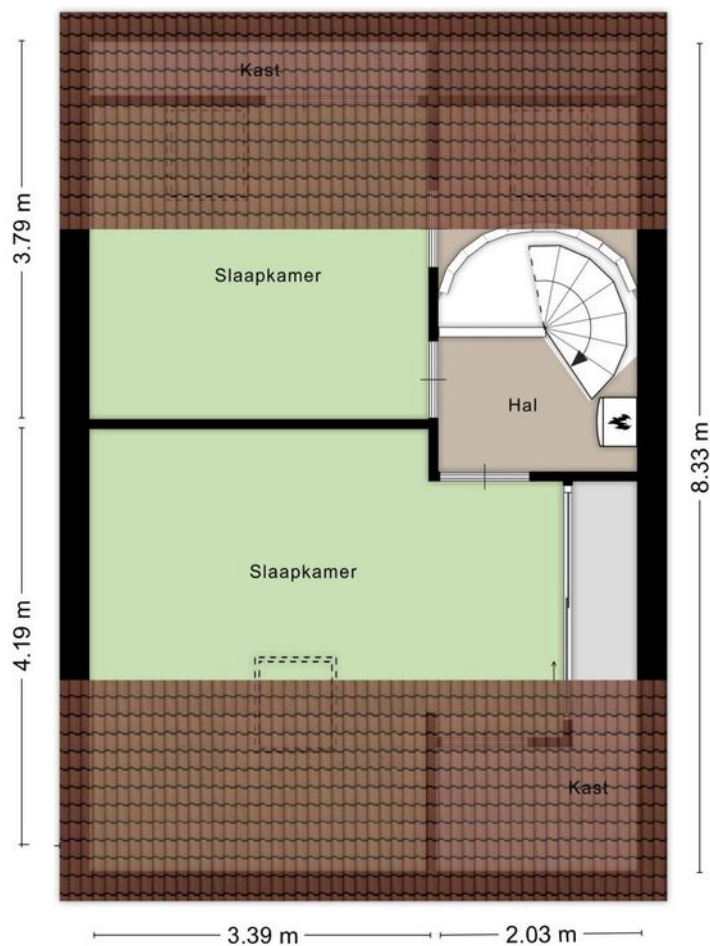 Kast
3.79 m
Slaapkamer
Hal
8.33 m
Slaapkamer
4.19 m
Kast
3.39 m
2.03 m